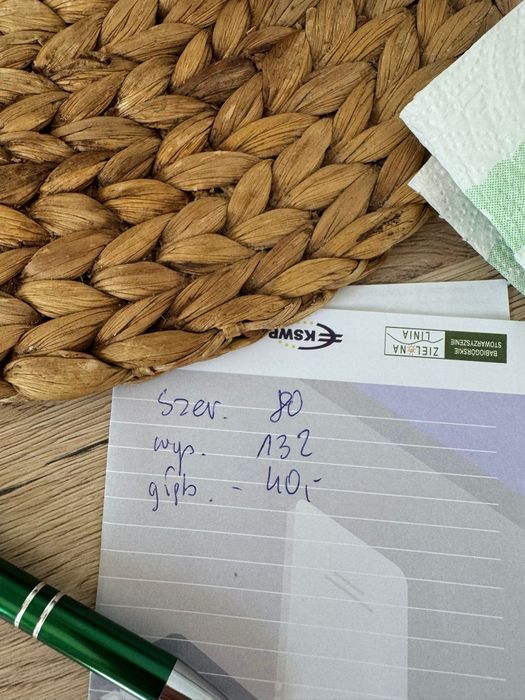 KSWP
ZIELONA LINIA
BABIOGÓRSKIE STOWARZYSZENIE
szer. 80
wys. 132
głęb. - 40,-